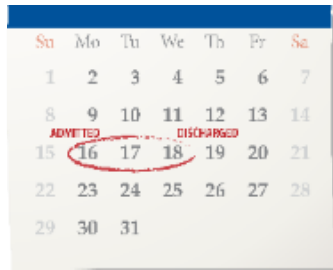 Su Mo Tu We Th Fr Sa
1 2 3 4 5 6 7
8 9 10 11 12 13 14
ADMITTED DISCHARGED
15 16 17 18 19 20 21
22 23 24 25 26 27 28
29 30 31